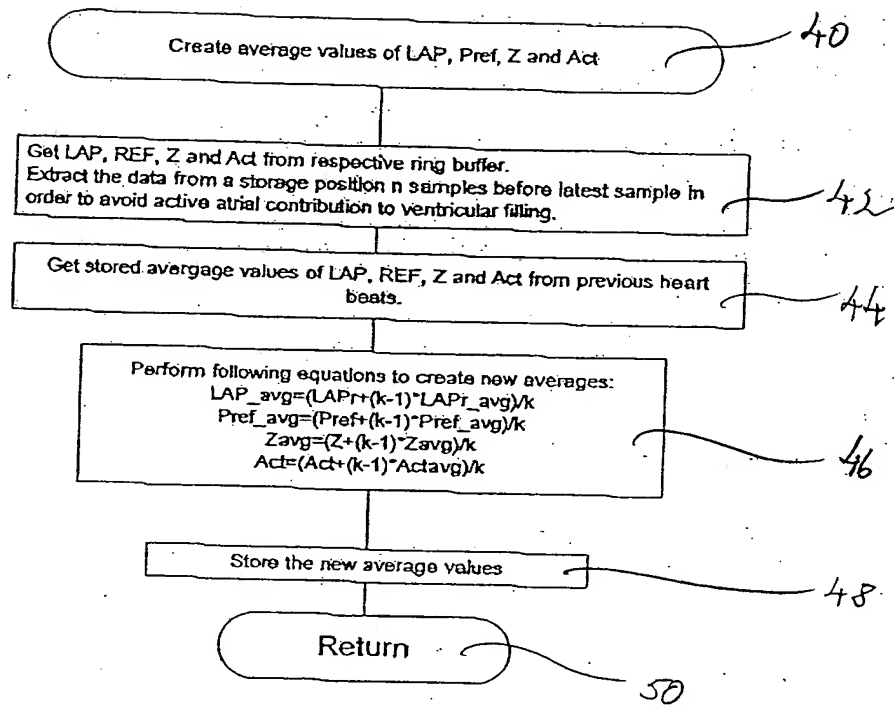 Create average values of LAP, Pref, Z and Act
40
Get LAP, REF, Z and Act from respective ring buffer.
Extract the data from a storage position n samples before latest sample in
order to avoid active atrial contribution to ventricular filling.
42
Get stored avergage values of LAP, REF, Z and Act from previous heart
beats.
44
Perform following equations to create new averages:
LAP_avg=(LAPr+(k-1)*LAPr_avg)/k
Pref_avg=(Pref+(k-1)*Pref_avg)/k
Zavg=(Z+(k-1)*Zavg)/k
Act=(Act+(k-1)*Actavg)/k
46
Store the new average values
48
Return
50